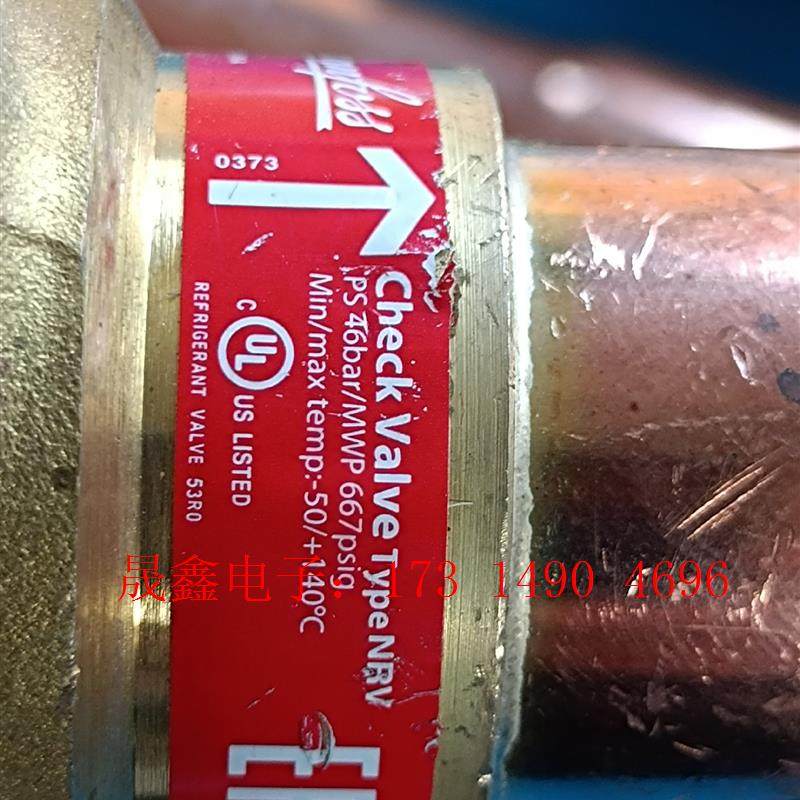 0373
Check Valve Type NRV
PS 46bar/MWP 667psig
Min/max temp:-50/+140°C
C UL US LISTED
REFRIGERANT VALVE 53R0
晟鑫电子: 173 1490 4696